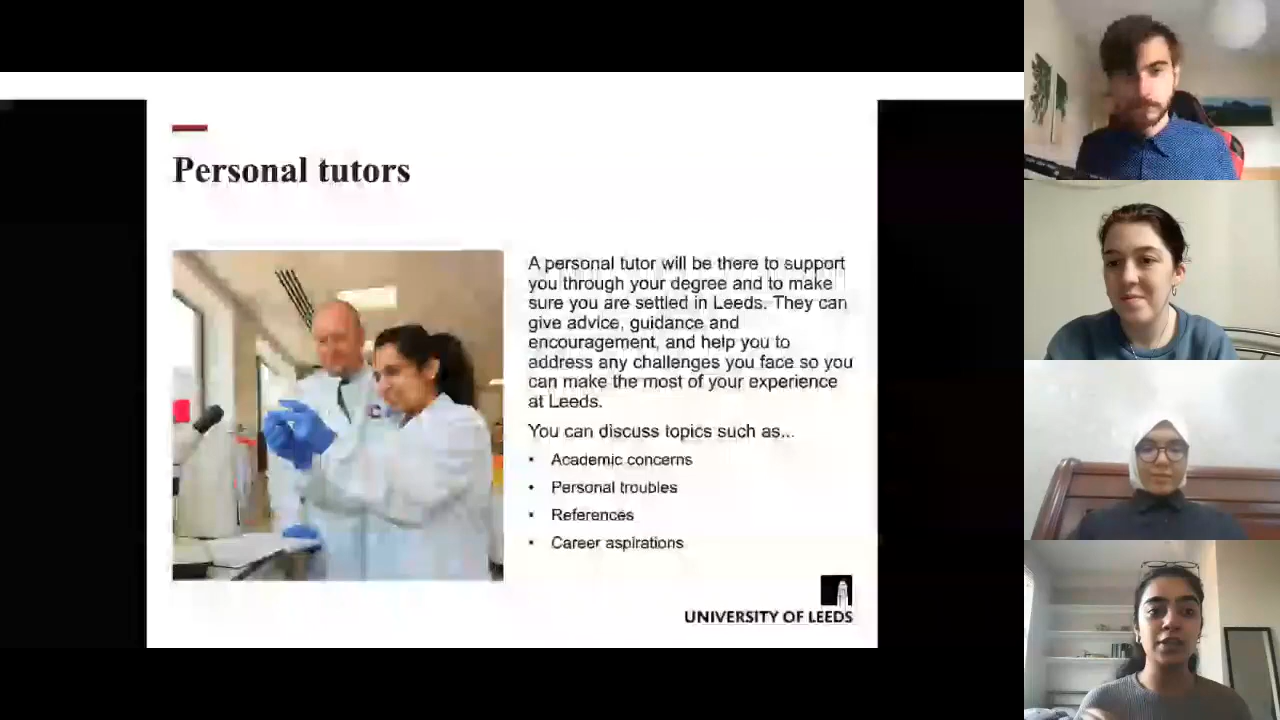 Personal tutors
A personal tutor will be there to support
you through your degree and to make
sure you are settled in Leeds. They can
give advice, guidance and
encouragement, and help you to
address any challenges you face so you
can make the most of your experience
at Leeds.
You can discuss topics such as...
• Academic concerns
• Personal troubles
• References
• Career aspirations
UNIVERSITY OF LEEDS